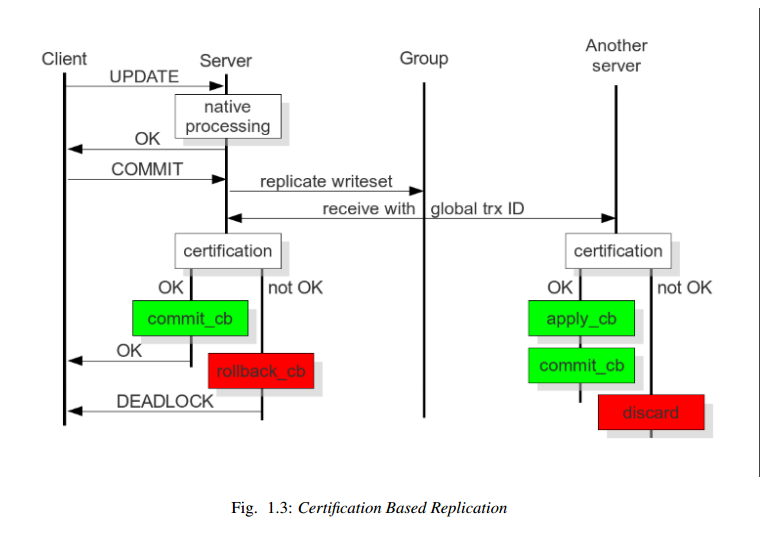 Client
Server
Group
Another
server
UPDATE
native
processing
OK
COMMIT
replicate writeset
receive with global trx ID
certification
certification
OK
not OK
OK
not OK
commit_cb
apply_cb
OK
rollback_cb
commit_cb
DEADLOCK
discard
Fig. 1.3: Certification Based Replication